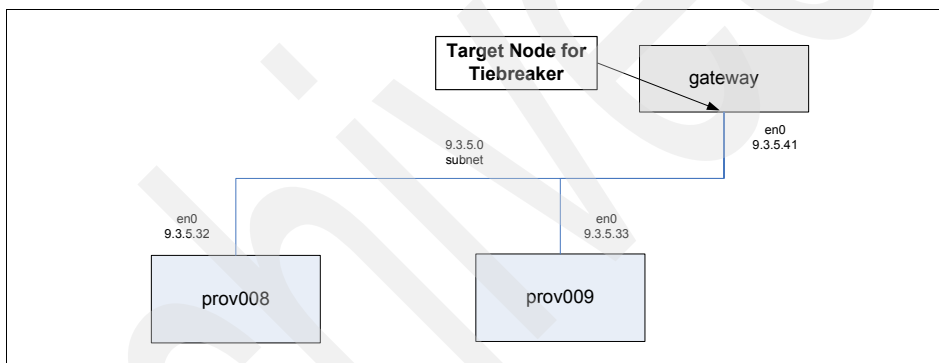 Target Node for
Tiebreaker
gateway
en0
9.3.5.41
9.3.5.0
subnet
en0
9.3.5.32
en0
9.3.5.33
prov008
prov009